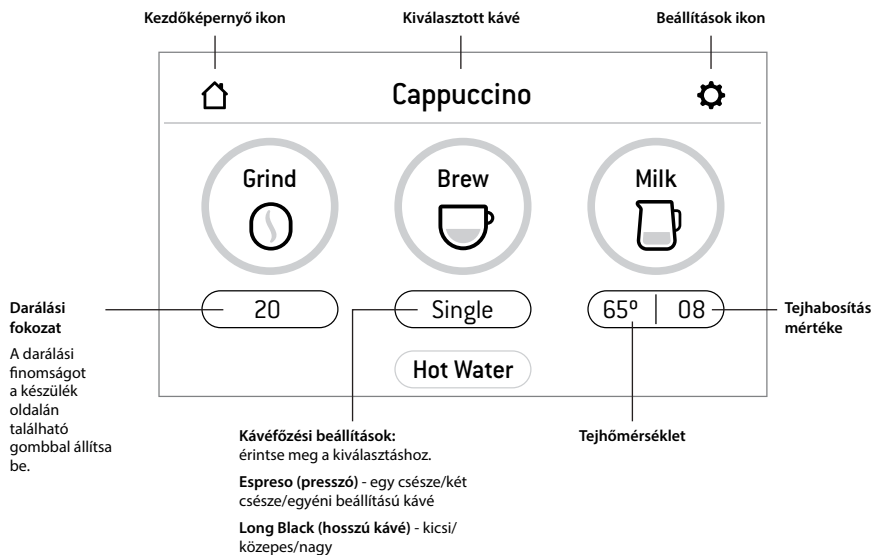 Kezdőképernyő ikon
Kiválasztott kávé
Beállítások ikon
Cappuccino
Grind
Brew
Milk
20
Single
65º | 08
Hot Water
Darálási
fokozat
A darálási
finomságot
a készülék
oldalán
található
gombbal állítsa
be.
Tejhabosítás
mértéke
Kávéfőzési beállítások:
érintse meg a kiválasztáshoz.
Espreso (presszó) - egy csésze/két
csésze/egyéni beállítású kávé
Long Black (hosszú kávé) - kicsi/
közepes/nagy
Tejhőmérséklet